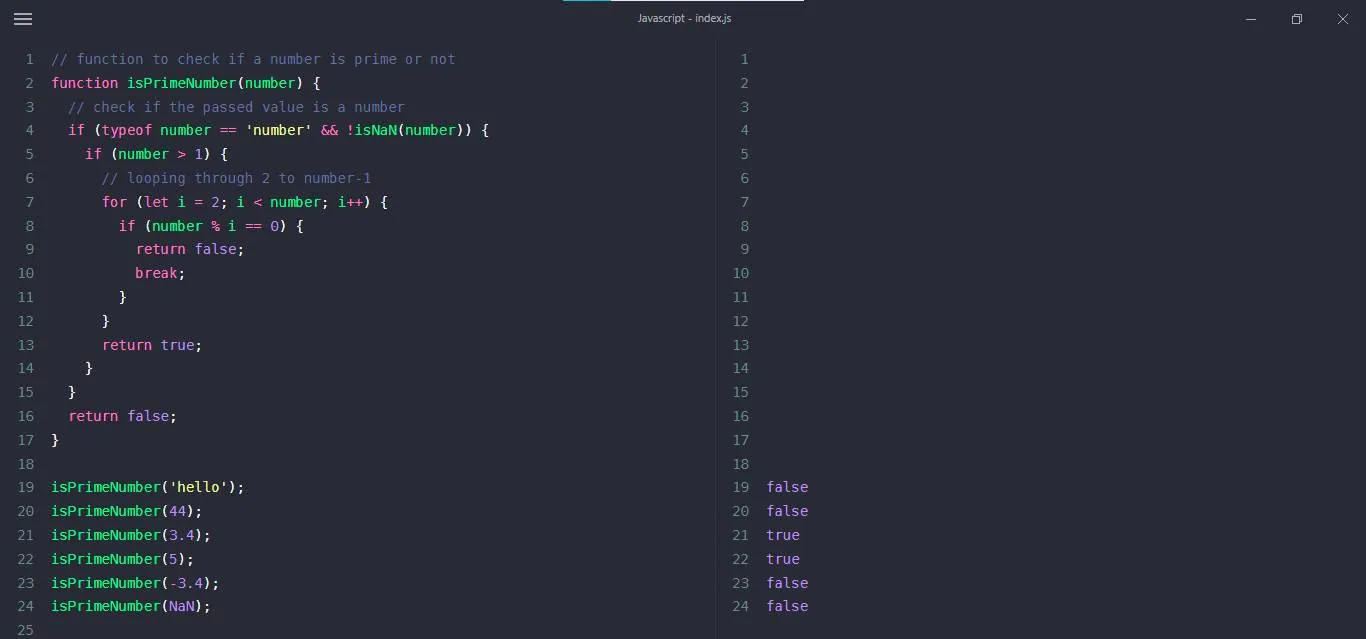 Javascript - index.js
1 // function to check if a number is prime or not
2 function isPrimeNumber(number) {
3   // check if the passed value is a number
4   if (typeof number == 'number' && !isNaN(number)) {
5     if (number > 1) {
6       // looping through 2 to number-1
7       for (let i = 2; i < number; i++) {
8         if (number % i == 0) {
9           return false;
10           break;
11         }
12       }
13       return true;
14     }
15   }
16   return false;
17 }
18
19 isPrimeNumber('hello');
20 isPrimeNumber(44);
21 isPrimeNumber(3.4);
22 isPrimeNumber(5);
23 isPrimeNumber(-3.4);
24 isPrimeNumber(NaN);
25
1
2
3
4
5
6
7
8
9
10
11
12
13
14
15
16
17
18
19 false
20 false
21 true
22 true
23 false
24 false